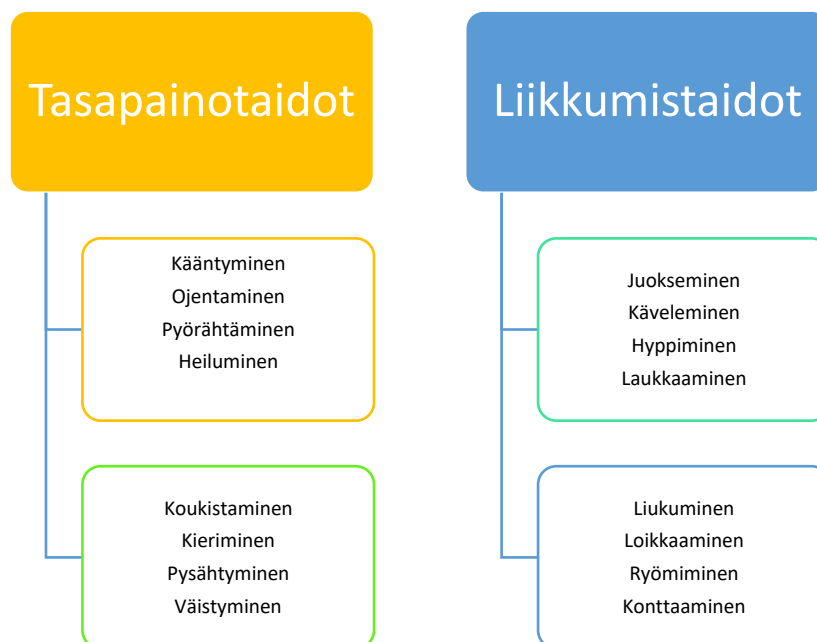 Tasapainotaidot
Kääntyminen
Ojentaminen
Pyörähtäminen
Heiluminen
Koukistaminen
Kieriminen
Pysähtyminen
Väistyminen
Liikkumistaidot
Juokseminen
Käveleminen
Hyppiminen
Laukkaaminen
Liukuminen
Loikkaaminen
Ryömiminen
Konttaaminen